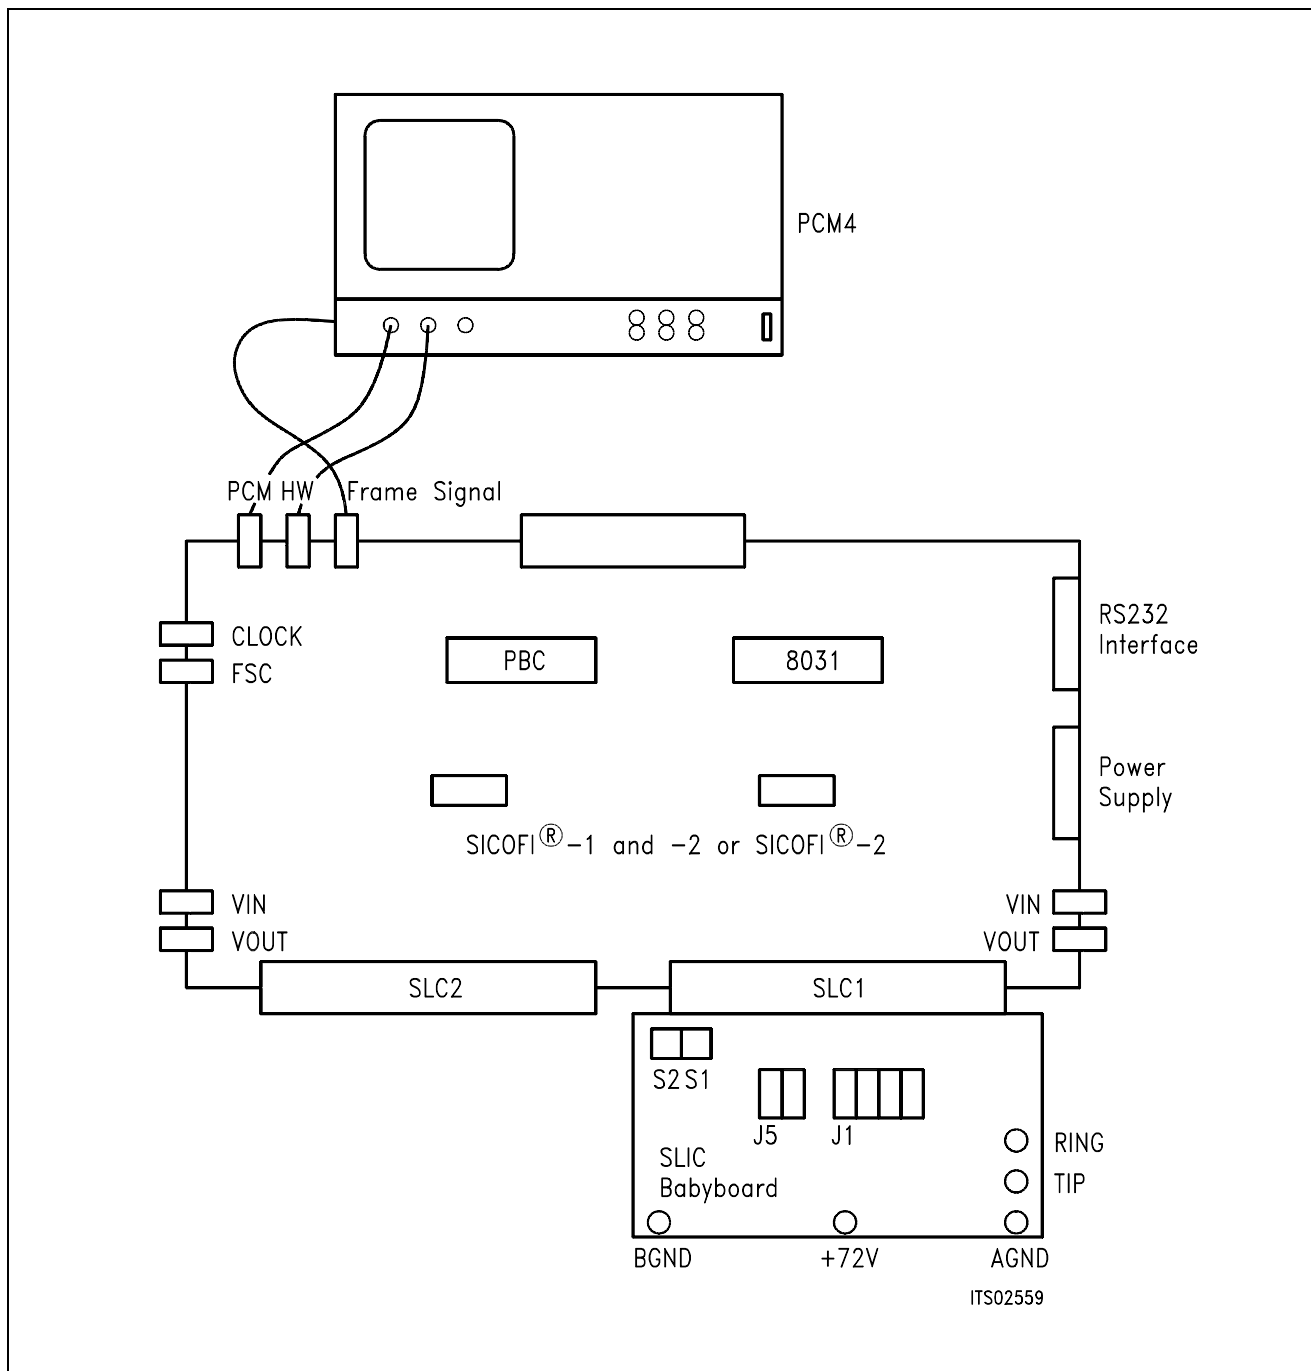 PCM4
PCM HW Frame Signal
CLOCK
FSC
PBC
8031
RS232
Interface
Power
Supply
SICOFI®-1 and -2 or SICOFI®-2
VIN
VOUT
VIN
VOUT
SLC2
SLC1
S2 S1
J5
J1
SLIC
Babyboard
RING
TIP
BGND
+72V
AGND
ITS02559